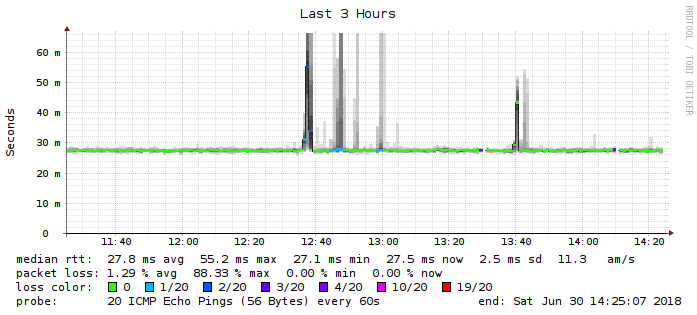 Last 3 Hours
RRDTOOL / TOBI OETIKER
Seconds
60 m
50 m
40 m
30 m
20 m
10 m
0
11:40 12:00 12:20 12:40 13:00 13:20 13:40 14:00 14:20
median rtt: 27.8 ms avg 55.2 ms max 27.1 ms min 27.5 ms now 2.5 ms sd 11.3 am/s
packet loss: 1.29 % avg 88.33 % max 0.00 % min 0.00 % now
loss color: 0 1/20 2/20 3/20 4/20 10/20 19/20
probe: 20 ICMP Echo Pings (56 Bytes) every 60s end: Sat Jun 30 14:25:07 2018